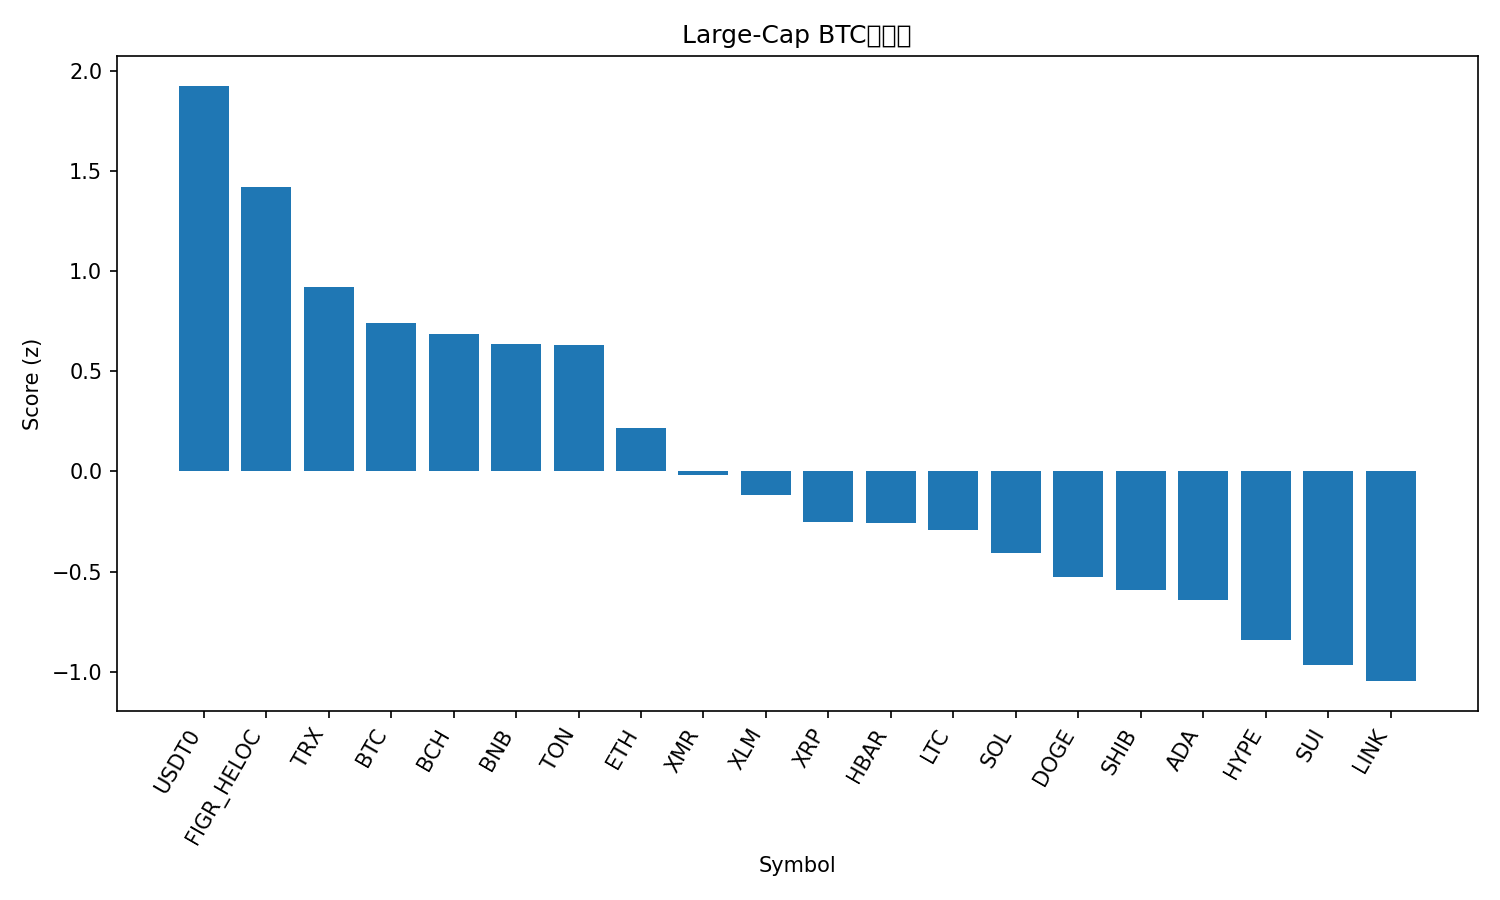 Large-Cap BTC
2.0
1.5
1.0
0.5
0.0
−0.5
−1.0
Score (z)
USDT0
FIGR_HELOC
TRX
BTC
BCH
BNB
TON
ETH
XMR
XLM
XRP
HBAR
LTC
SOL
DOGE
SHIB
ADA
HYPE
SUI
LINK
Symbol